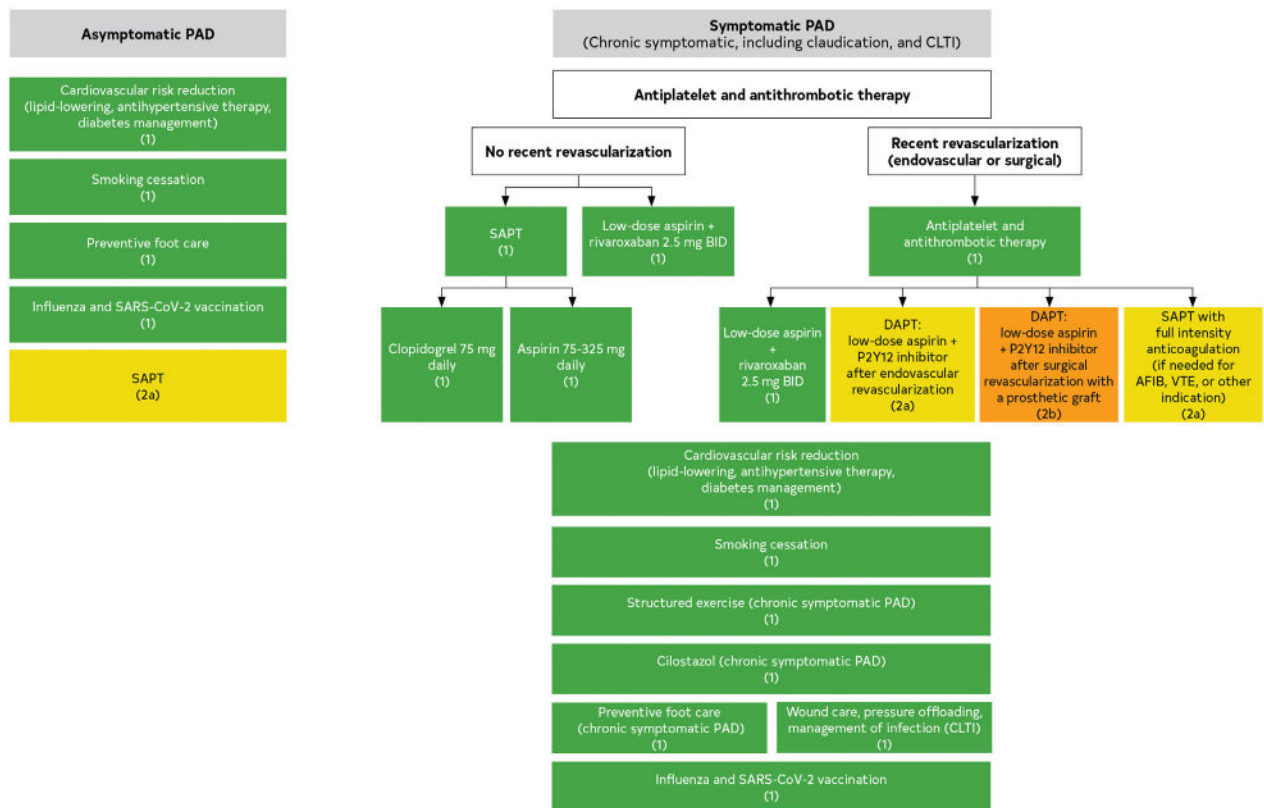 Asymptomatic PAD
Cardiovascular risk reduction
(lipid-lowering, antihypertensive therapy,
diabetes management)
(1)
Smoking cessation
(1)
Preventive foot care
(1)
Influenza and SARS-CoV-2 vaccination
(1)
SAPT
(2a)
Symptomatic PAD
(Chronic symptomatic, including claudication, and CLTI)
Antiplatelet and antithrombotic therapy
No recent revascularization
Recent revascularization
(endovascular or surgical)
SAPT
(1)
Low-dose aspirin +
rivaroxaban 2.5 mg BID
(1)
Antiplatelet and
antithrombotic therapy
(1)
Clopidogrel 75 mg
daily
(1)
Aspirin 75-325 mg
daily
(1)
Low-dose aspirin
+
rivaroxaban
2.5 mg BID
(1)
DAPT:
low-dose aspirin +
P2Y12 inhibitor
after endovascular
revascularization
(2a)
DAPT:
low-dose aspirin
+ P2Y12 inhibitor
after surgical
revascularization with
a prosthetic graft
(2b)
SAPT with
full intensity
anticoagulation
(if needed for
AFIB, VTE, or other
indication)
(2a)
Cardiovascular risk reduction
(lipid-lowering, antihypertensive therapy,
diabetes management)
(1)
Smoking cessation
(1)
Structured exercise (chronic symptomatic PAD)
(1)
Cilostazol (chronic symptomatic PAD)
(1)
Preventive foot care
(chronic symptomatic PAD)
(1)
Wound care, pressure offloading,
management of infection (CLTI)
(1)
Influenza and SARS-CoV-2 vaccination
(1)